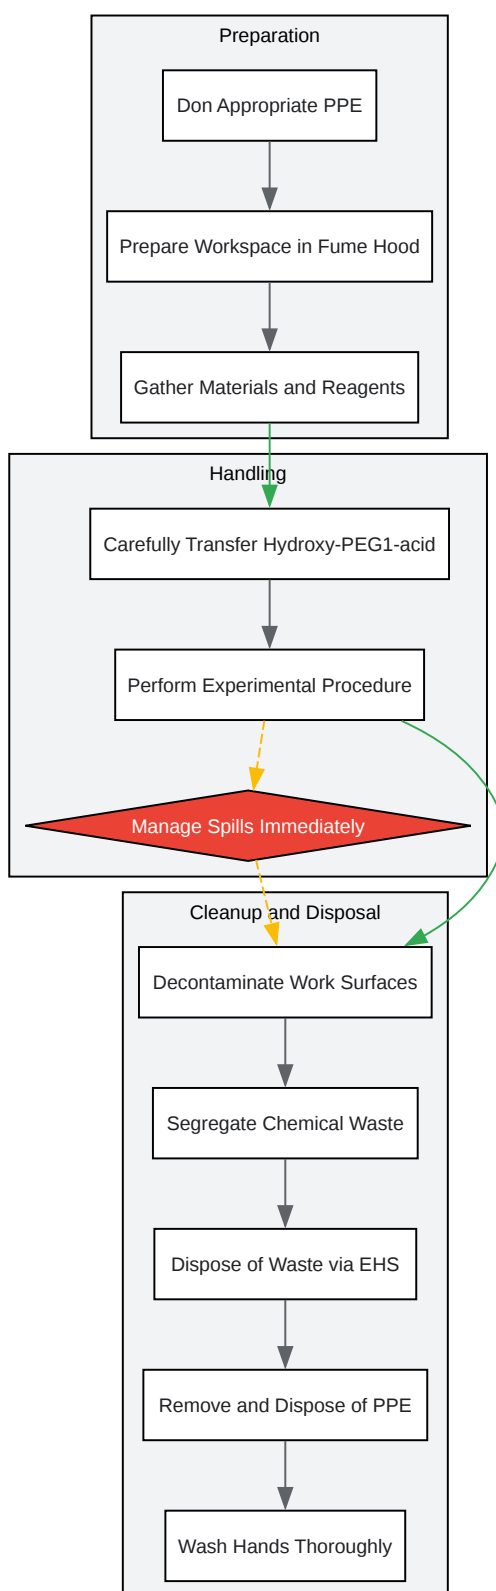 Preparation
Don Appropriate PPE
Prepare Workspace in Fume Hood
Gather Materials and Reagents
Handling
Carefully Transfer Hydroxy-PEG1-acid
Perform Experimental Procedure
Manage Spills Immediately
Cleanup and Disposal
Decontaminate Work Surfaces
Segregate Chemical Waste
Dispose of Waste via EHS
Remove and Dispose of PPE
Wash Hands Thoroughly